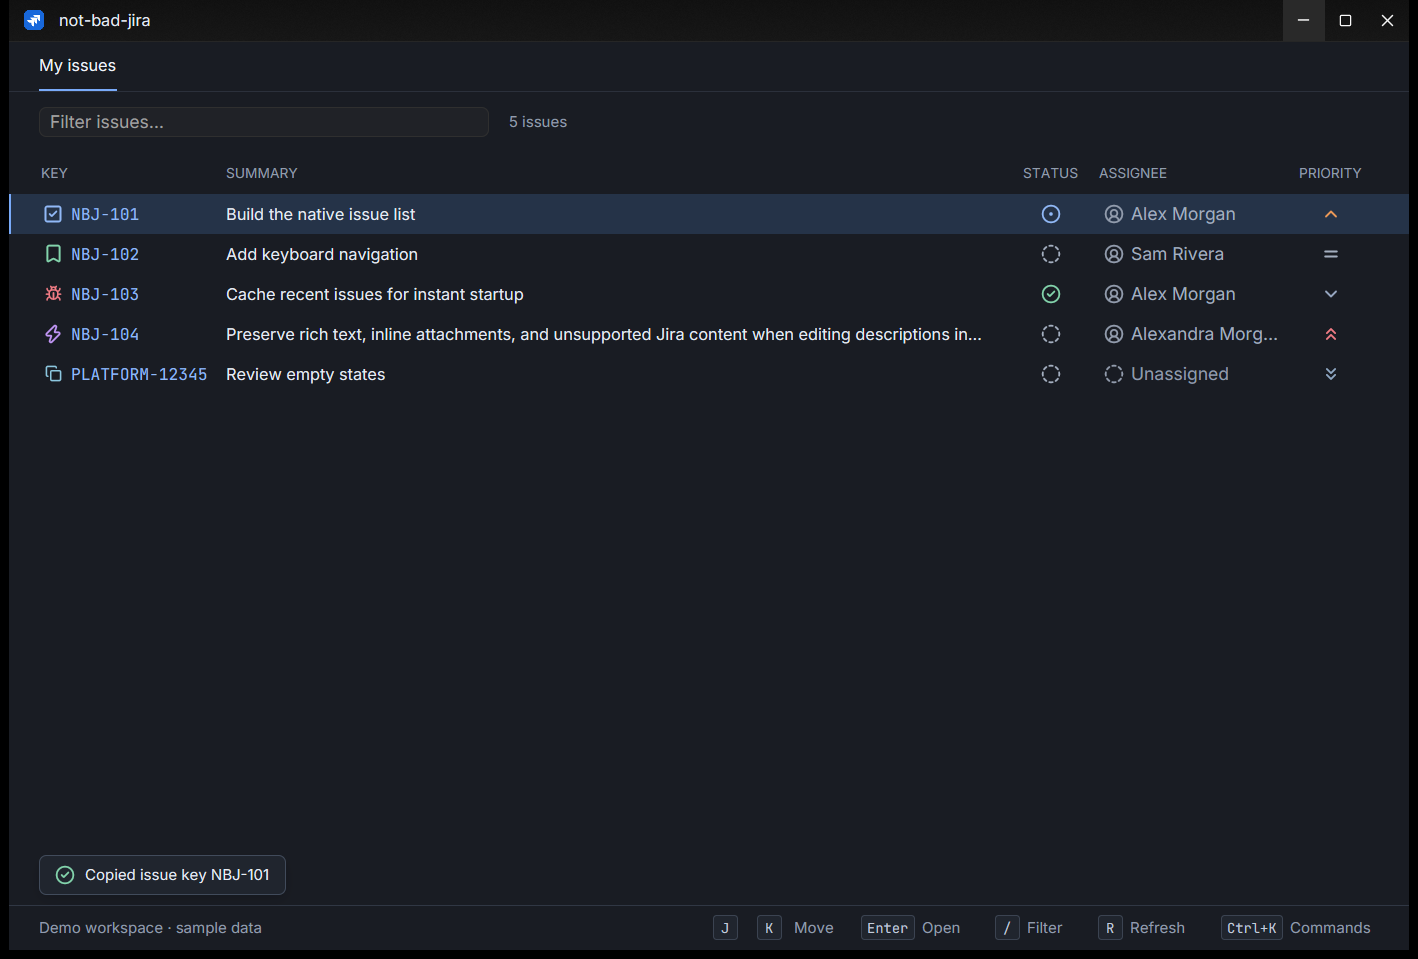 not-bad-jira
My issues
Filter issues...
5 issues
KEY SUMMARY STATUS ASSIGNEE PRIORITY
NBJ-101 Build the native issue list Alex Morgan
NBJ-102 Add keyboard navigation Sam Rivera
NBJ-103 Cache recent issues for instant startup Alex Morgan
NBJ-104 Preserve rich text, inline attachments, and unsupported Jira content when editing descriptions in... Alexandra Morg...
PLATFORM-12345 Review empty states Unassigned
Copied issue key NBJ-101
Demo workspace · sample data J K Move Enter Open / Filter R Refresh Ctrl+K Commands